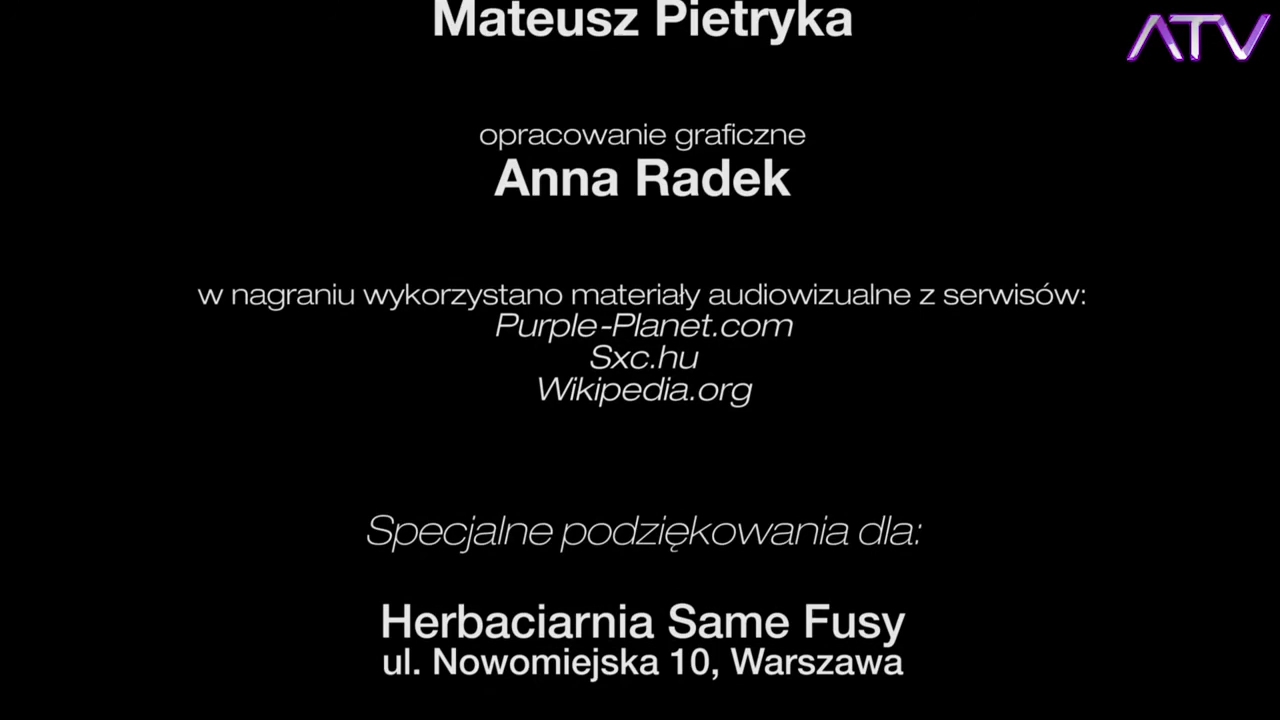 Mateusz Pietryka
ATV
opracowanie graficzne
Anna Radek
w nagraniu wykorzystano materiały audiowizualne z serwisów:
Purple-Planet.com
Sxc.hu
Wikipedia.org
Specjalne podziękowania dla:
Herbaciarnia Same Fusy
ul. Nowomiejska 10, Warszawa